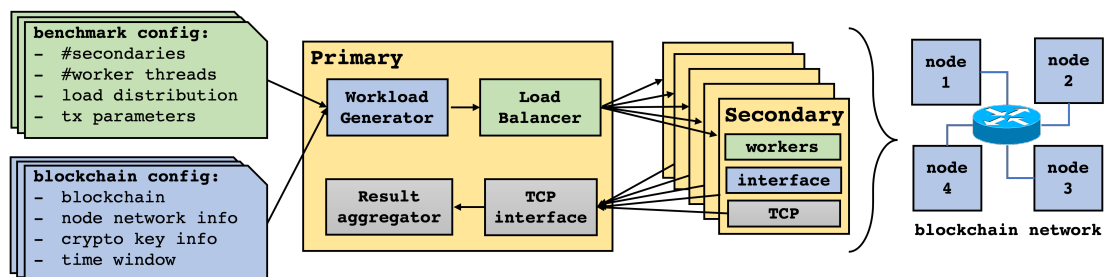 benchmark config:
- #secondaries
- #worker threads
- load distribution
- tx parameters
blockchain config:
- blockchain
- node network info
- crypto key info
- time window
Primary
Workload
Generator
Load
Balancer
Result
aggregator
TCP
interface
Secondary
workers
interface
TCP
node
1
node
2
node
4
node
3
blockchain network